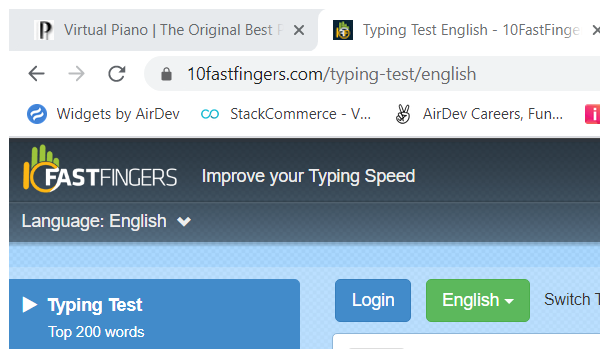 Virtual Piano | The Original Best
Typing Test English - 10FastFinge
10fastfingers.com/typing-test/english
Widgets by AirDev
StackCommerce - V...
AirDev Careers, Fun...
10FASTFINGERS
Improve your Typing Speed
Language: English
Typing Test
Top 200 words
Login
English
Switch T